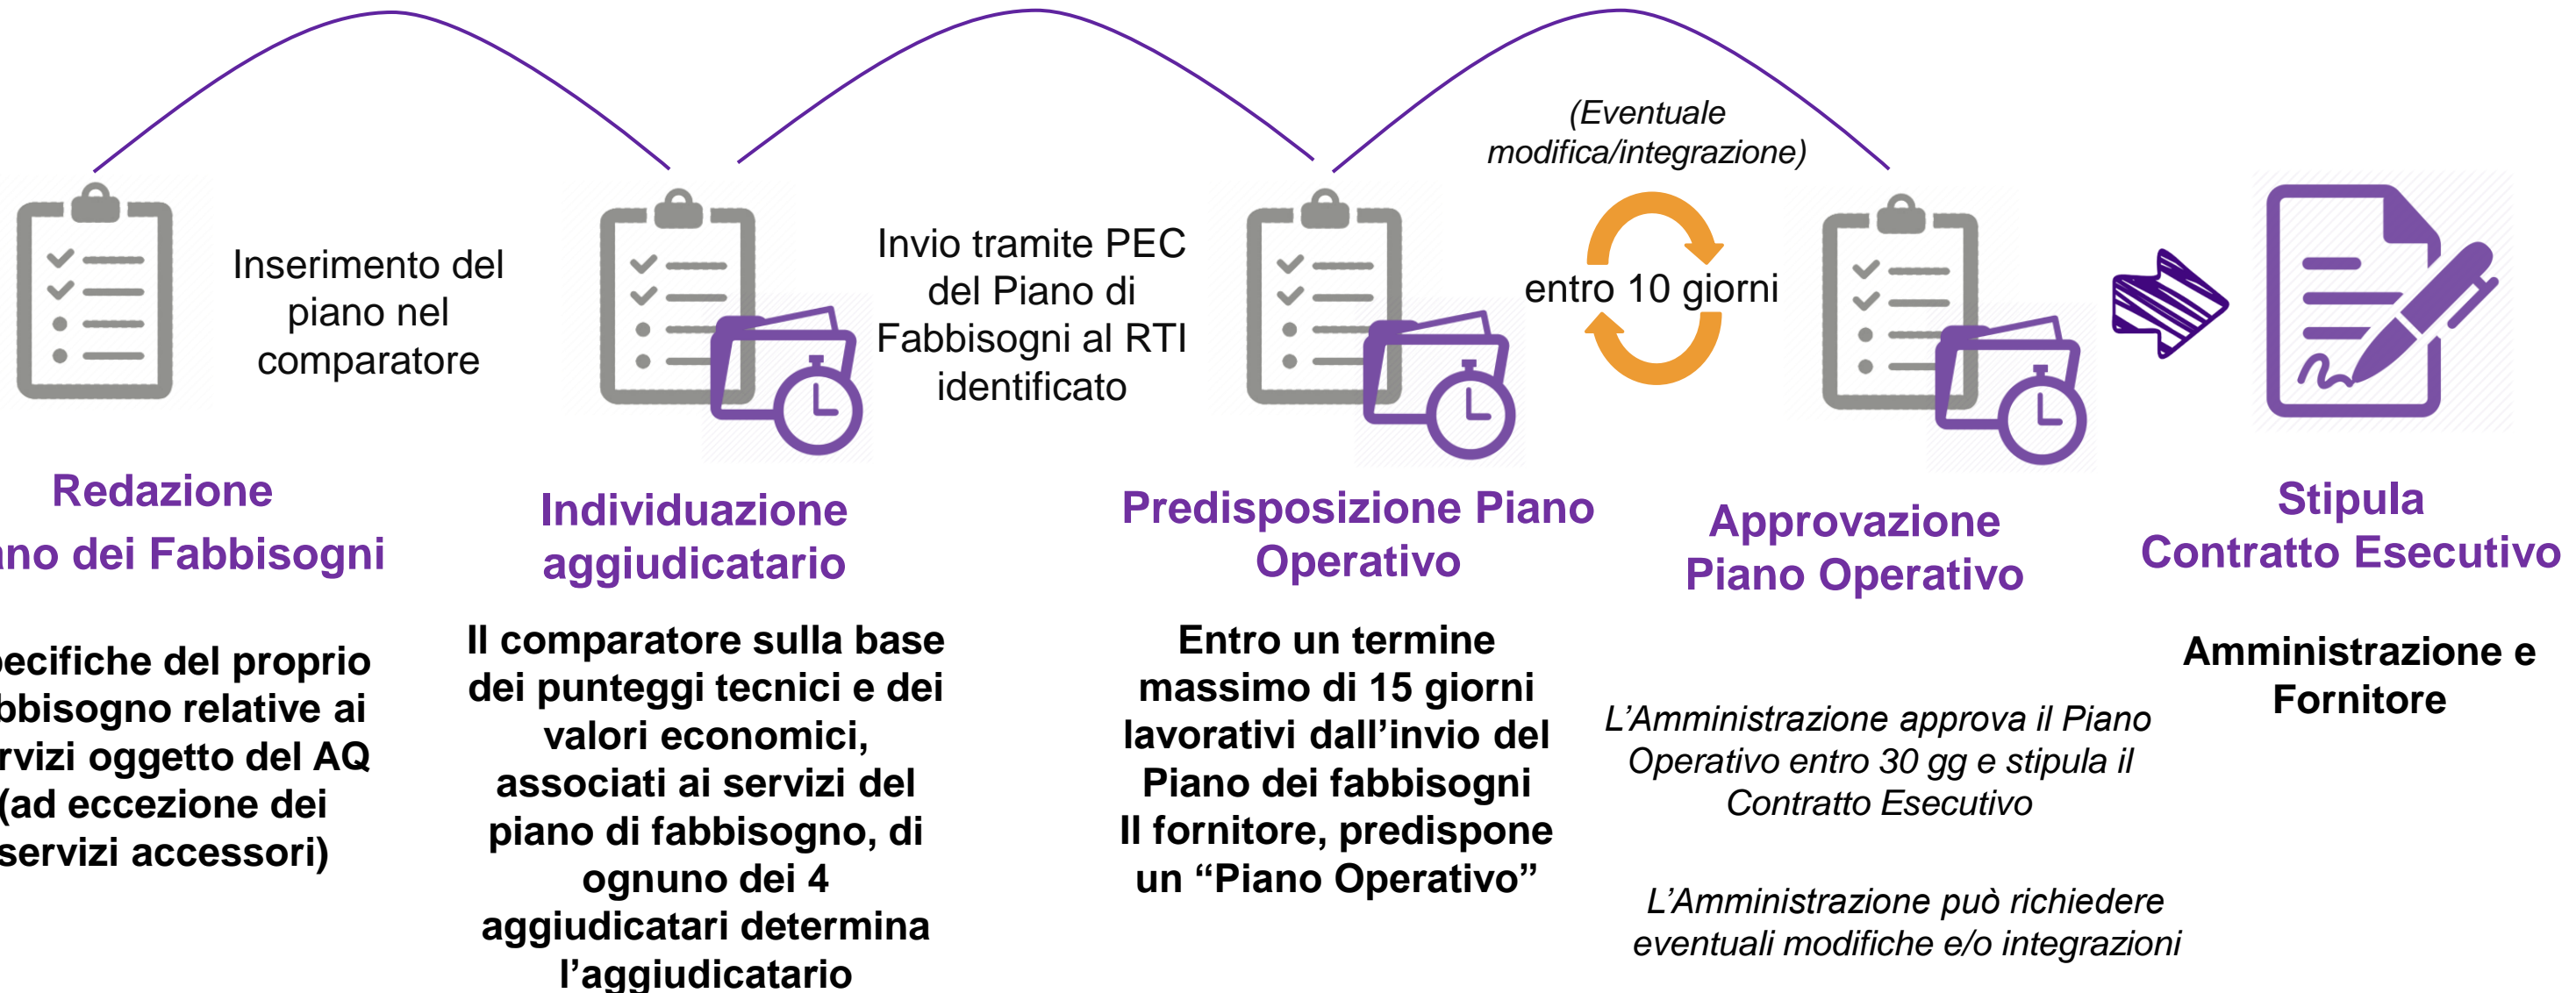 Inserimento del
piano nel
comparatore
Invio tramite PEC
del Piano di
Fabbisogni al RTI
identificato
(Eventuale
modifica/integrazione)
entro 10 giorni
Redazione
ano dei Fabbisogni
pecifiche del proprio
bbisogno relative ai
rvizi oggetto del AQ
(ad eccezione dei
servizi accessori)
Individuazione
aggiudicatario
Il comparatore sulla base
dei punteggi tecnici e dei
valori economici,
associati ai servizi del
piano di fabbisogno, di
ognuno dei 4
aggiudicatari determina
l’aggiudicatario
Predisposizione Piano
Operativo
Entro un termine
massimo di 15 giorni
lavorativi dall’invio del
Piano dei fabbisogni
Il fornitore, predispone
un “Piano Operativo”
Approvazione
Piano Operativo
L’Amministrazione approva il Piano
Operativo entro 30 gg e stipula il
Contratto Esecutivo
L’Amministrazione può richiedere
eventuali modifiche e/o integrazioni
Stipula
Contratto Esecutivo
Amministrazione e
Fornitore